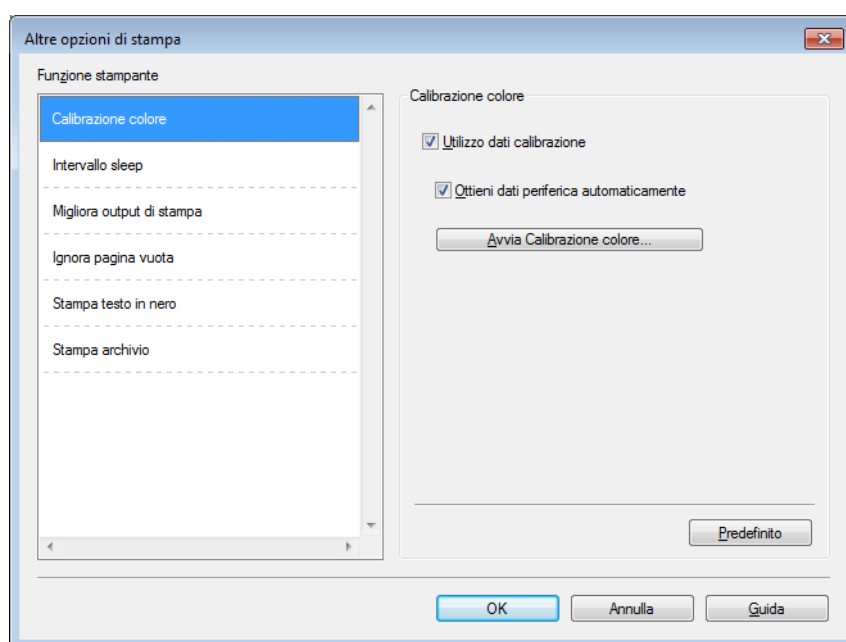 Altre opzioni di stampa
Funzione stampante
Calibrazione colore
Intervallo sleep
Migliora output di stampa
Ignora pagina vuota
Stampa testo in nero
Stampa archivio
Calibrazione colore
Utilizzo dati calibrazione
Ottieni dati periferica automaticamente
Avvia Calibrazione colore...
Predefinito
OK Annulla Guida